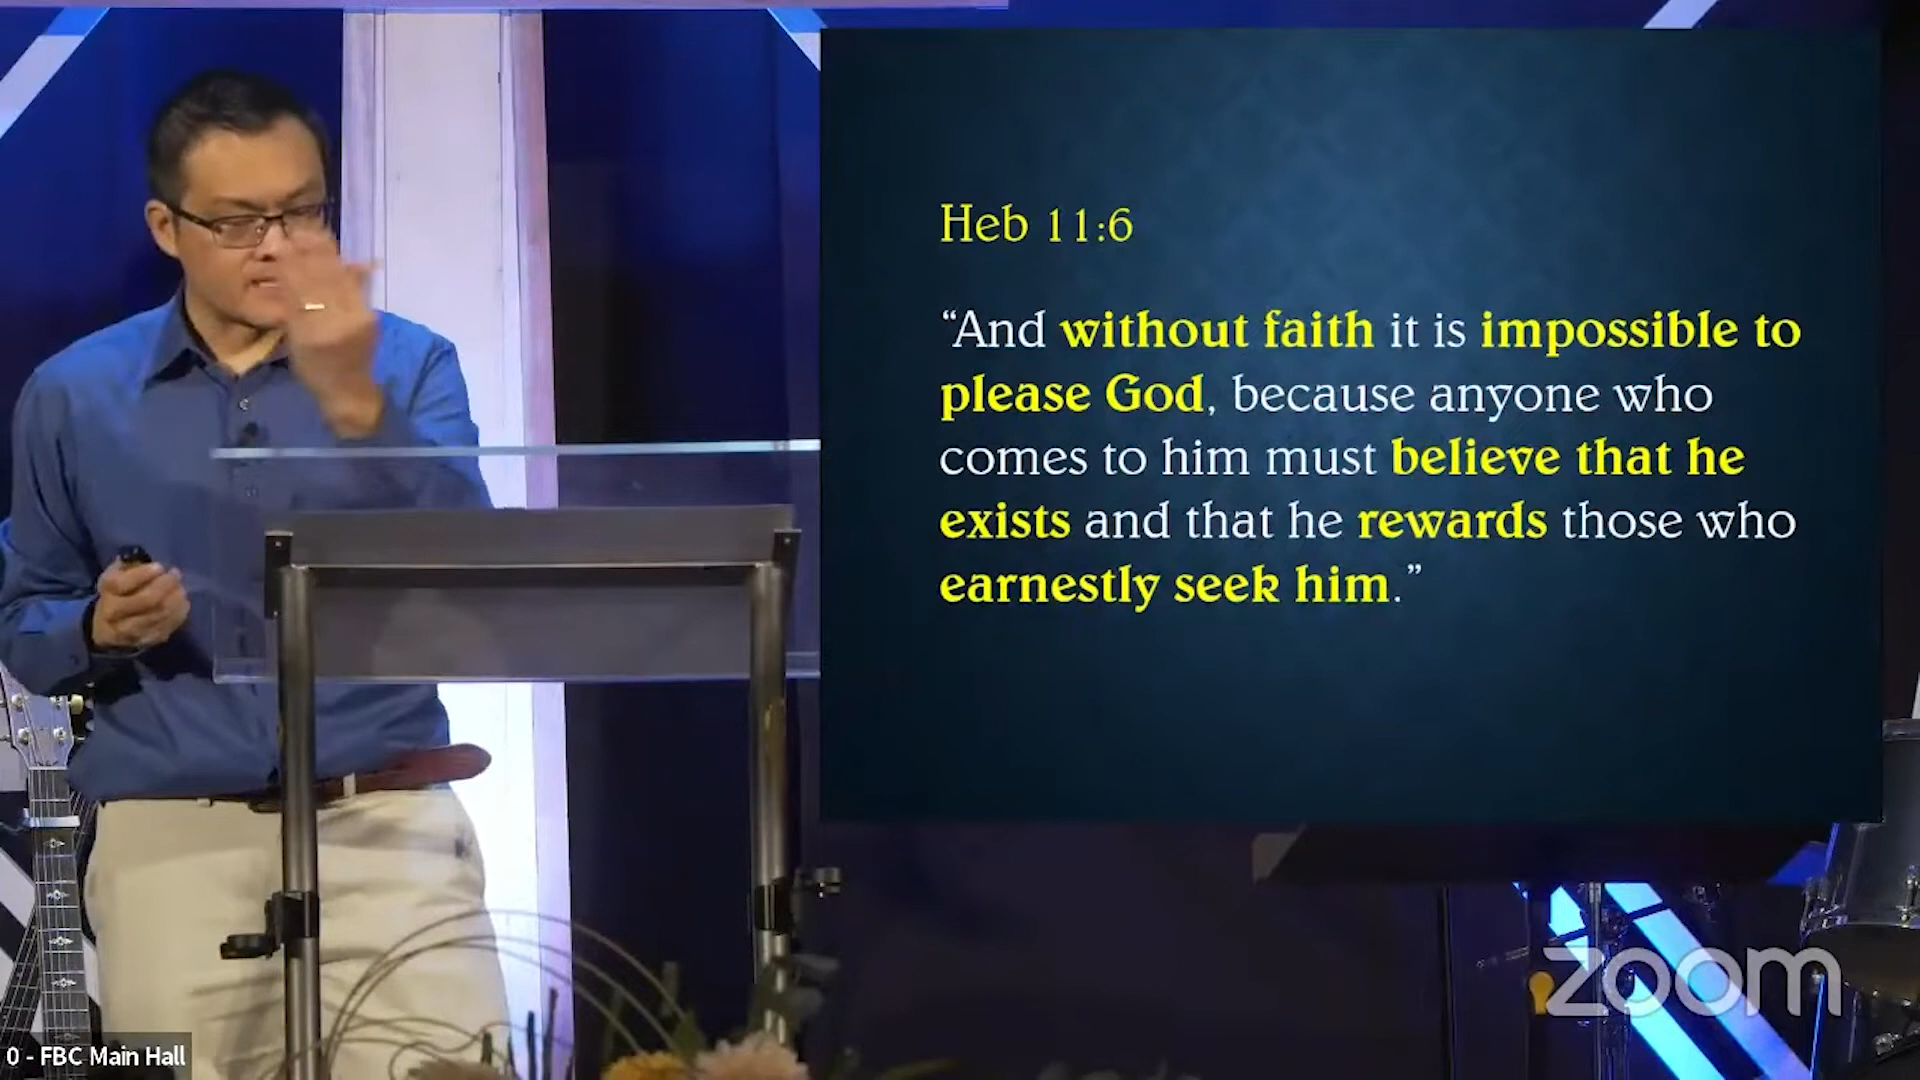 Heb 11:6
“And without faith it is impossible to
please God, because anyone who
comes to him must believe that he
exists and that he rewards those who
earnestly seek him.”
zoom
0 - FBC Main Hall